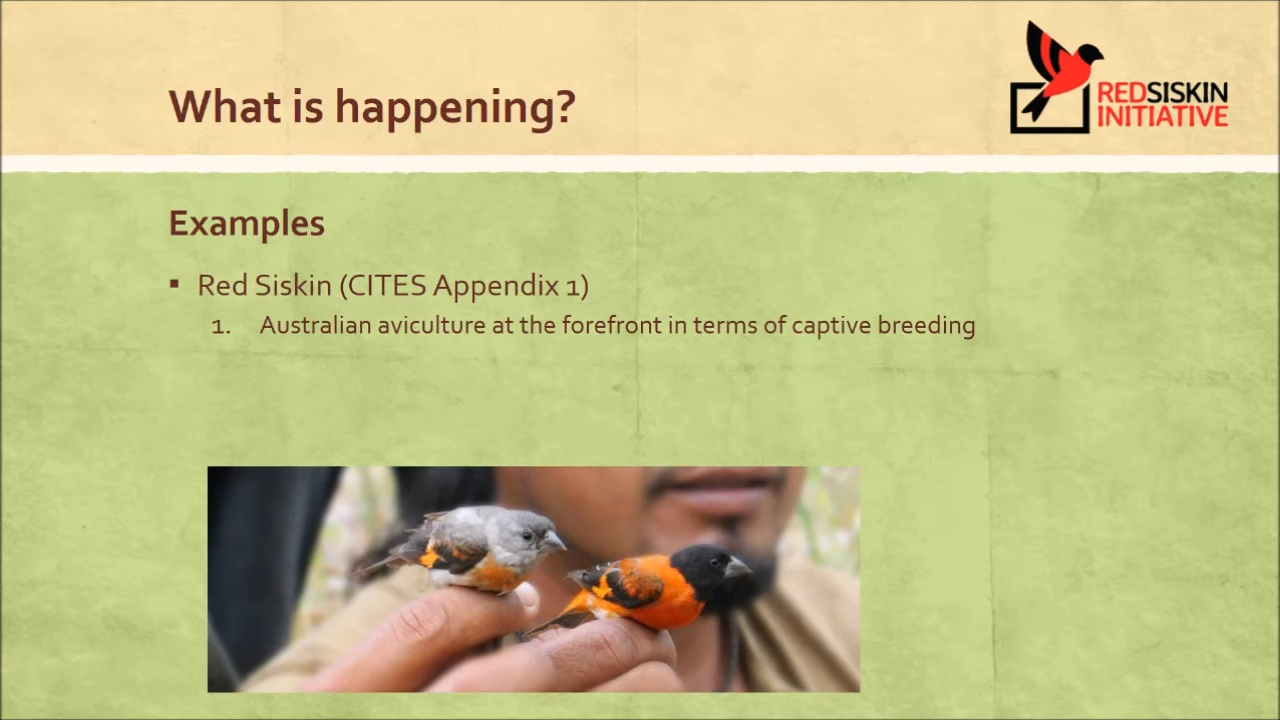 What is happening?
REDSISKIN
INITIATIVE
Examples
▪ Red Siskin (CITES Appendix 1)
1. Australian aviculture at the forefront in terms of captive breeding